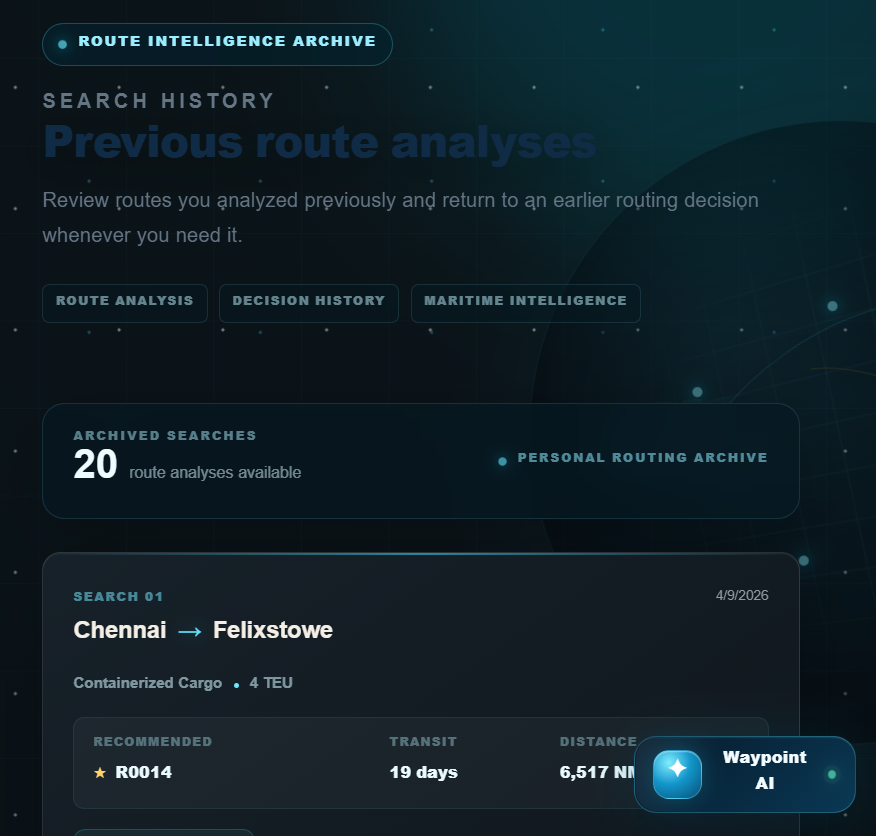 ROUTE INTELLIGENCE ARCHIVE
SEARCH HISTORY
Previous route analyses
Review routes you analyzed previously and return to an earlier routing decision
whenever you need it.
ROUTE ANALYSIS DECISION HISTORY MARITIME INTELLIGENCE
ARCHIVED SEARCHES
20 route analyses available
PERSONAL ROUTING ARCHIVE
SEARCH 01 4/9/2026
Chennai → Felixstowe
Containerized Cargo • 4 TEU
RECOMMENDED TRANSIT DISTANCE
★ R0014 19 days 6,517
Waypoint
AI